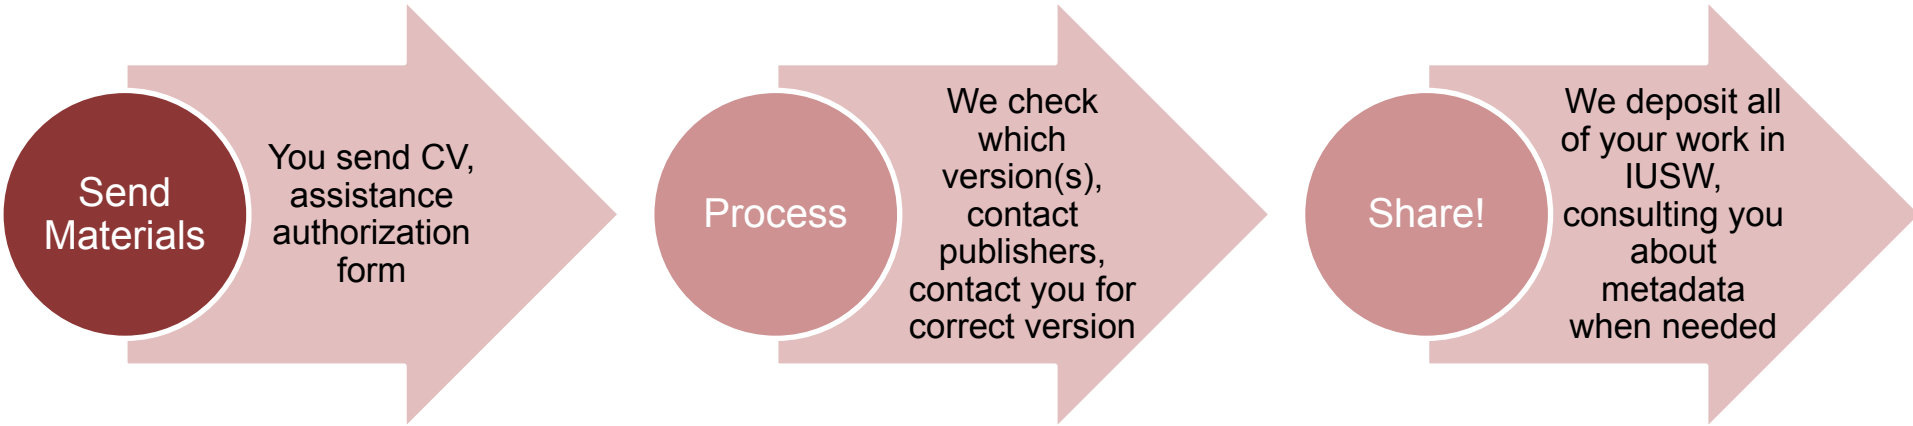 Send
Materials
You send CV,
assistance
authorization
form
Process
We check
which
version(s),
contact
publishers,
contact you for
correct version
Share!
We deposit all
of your work in
IUSW,
consulting you
about
metadata
when needed